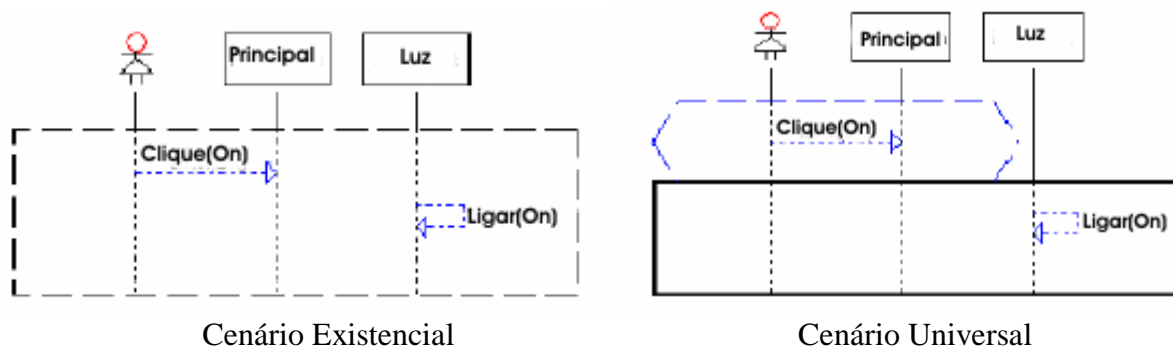 Principal
Luz
Clique(On)
Ligar(On)
Cenário Existencial
Principal
Luz
Clique(On)
Ligar(On)
Cenário Universal